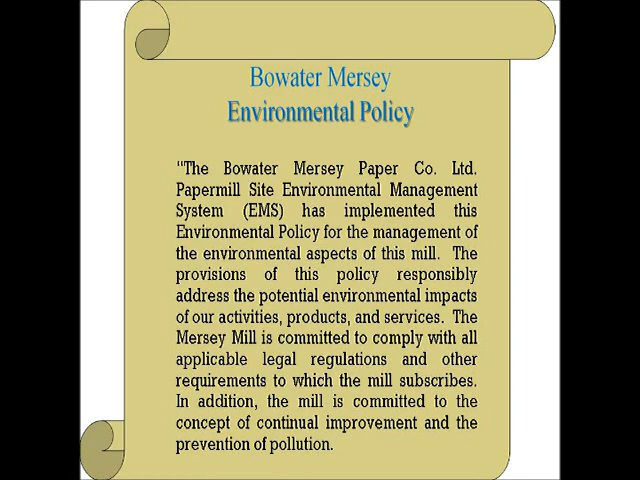 Bowater Mersey
Environmental Policy
"The Bowater Mersey Paper Co. Ltd.
Papermill Site Environmental Management
System (EMS) has implemented this
Environmental Policy for the management of
the environmental aspects of this mill. The
provisions of this policy responsibly
address the potential environmental impacts
of our activities, products, and services. The
Mersey Mill is committed to comply with all
applicable legal regulations and other
requirements to which the mill subscribes.
In addition, the mill is committed to the
concept of continual improvement and the
prevention of pollution.